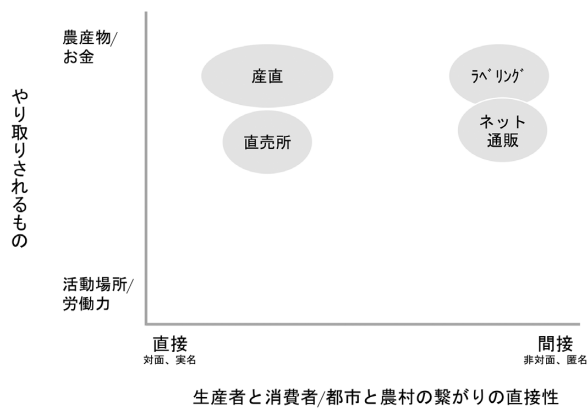 農産物/
お金
やり取りされるもの
産直
ﾗﾍﾞﾘﾝｸﾞ
直売所
ネット
通販
活動場所/
労働力
直接
対面、実名
間接
非対面、匿名
生産者と消費者/都市と農村の繋がりの直接性